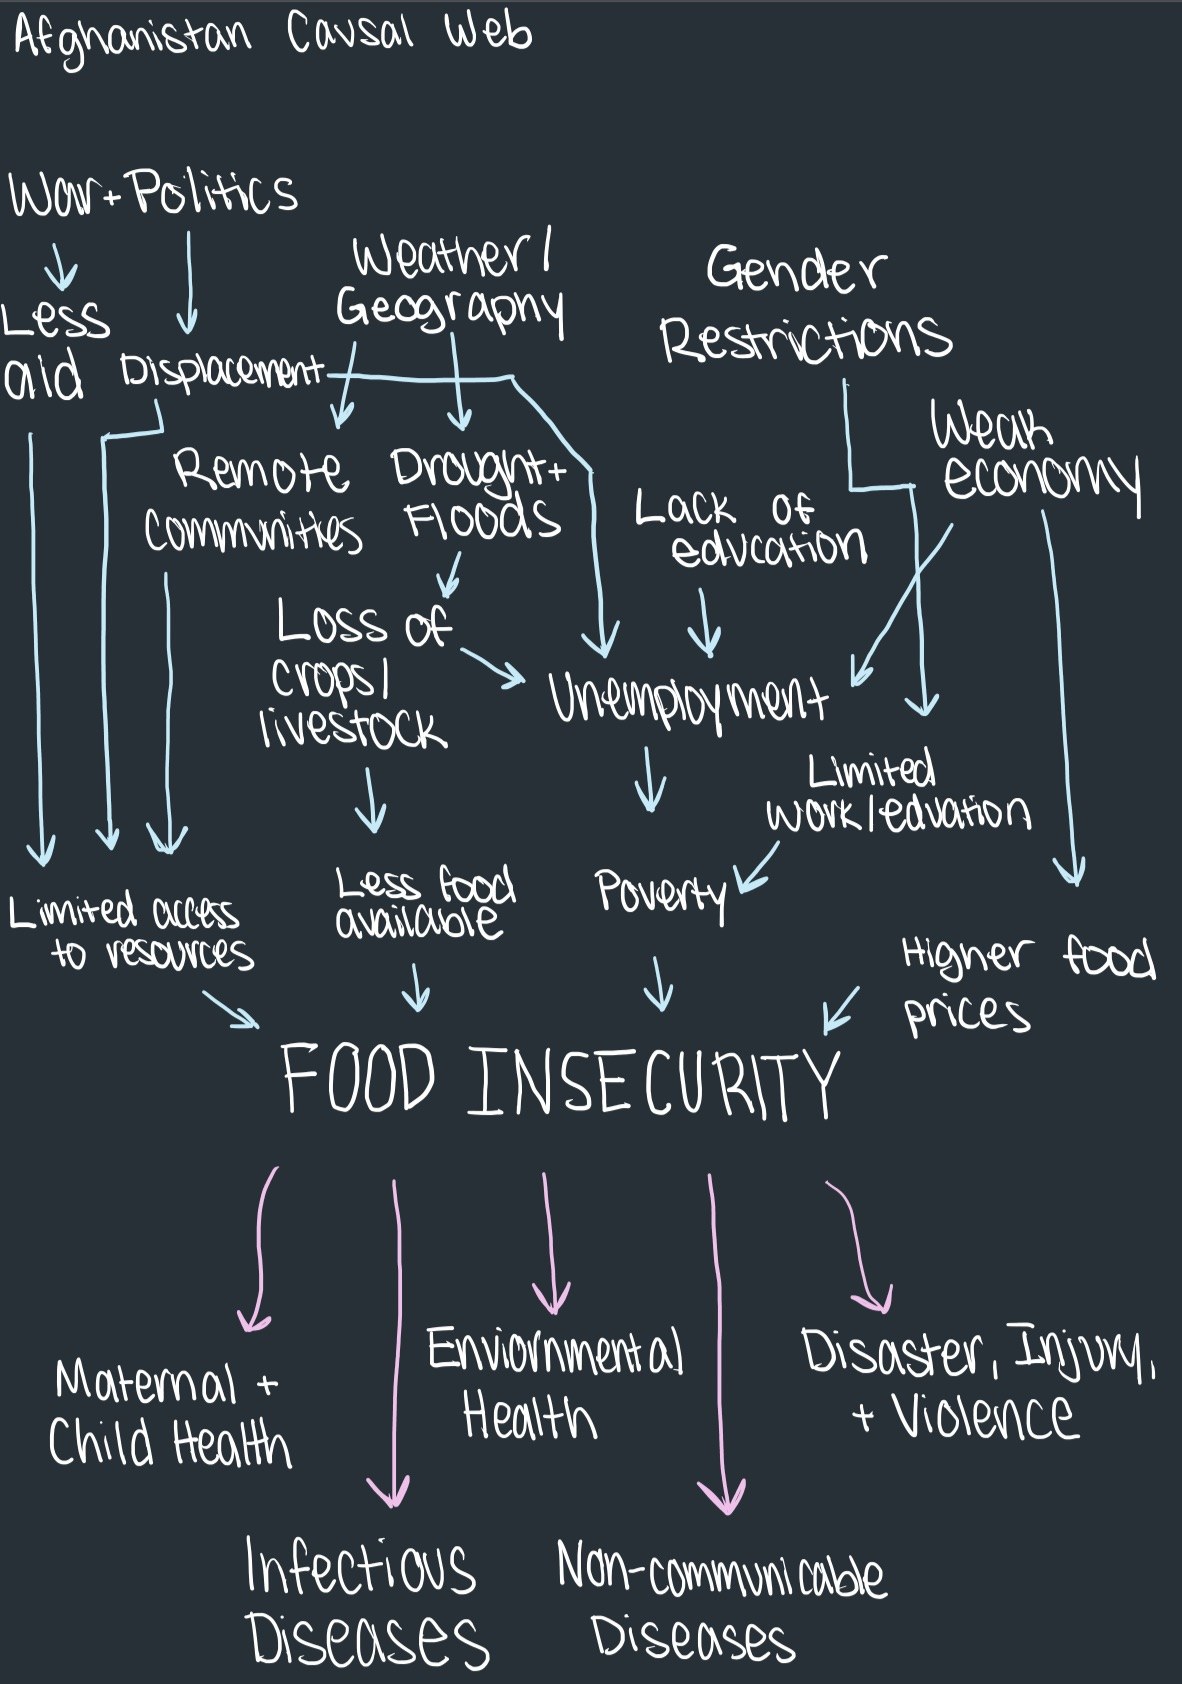 Afghanistan Causal Web
War + Politics
Weather /
Geography
Gender
Restrictions
Less
aid
Displacement
Weak
economy
Remote
Communities
Drought +
Floods
Lack of
education
Loss of
crops /
livestock
Unemployment
Limited
work/eduation
Less food
available
Poverty
Limited access
to resources
Higher food
prices
FOOD INSECURITY
Maternal +
Child Health
Enviornmental
Health
Disaster, Injury,
+ Violence
Infectious
Diseases
Non-communicable
Diseases